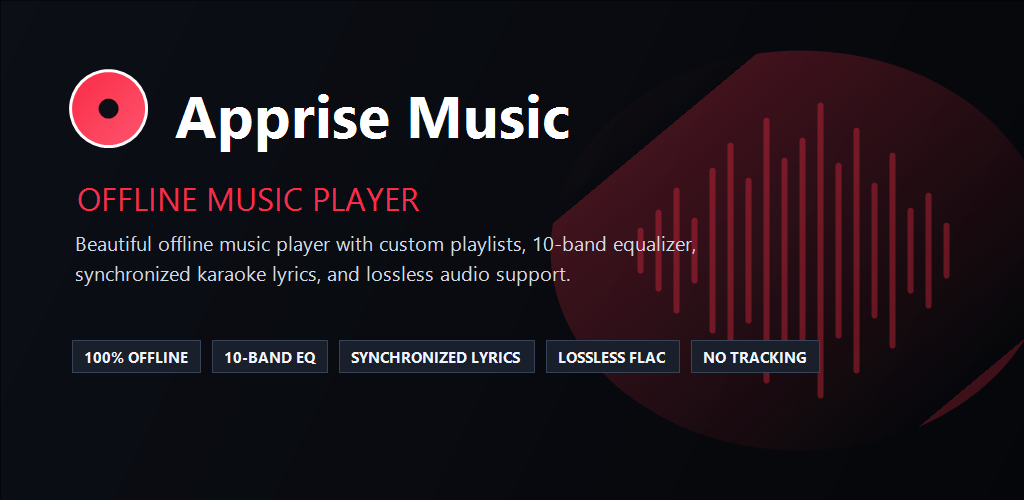 Apprise Music
OFFLINE MUSIC PLAYER
Beautiful offline music player with custom playlists, 10-band equalizer,
synchronized karaoke lyrics, and lossless audio support.
100% OFFLINE
10-BAND EQ
SYNCHRONIZED LYRICS
LOSSLESS FLAC
NO TRACKING